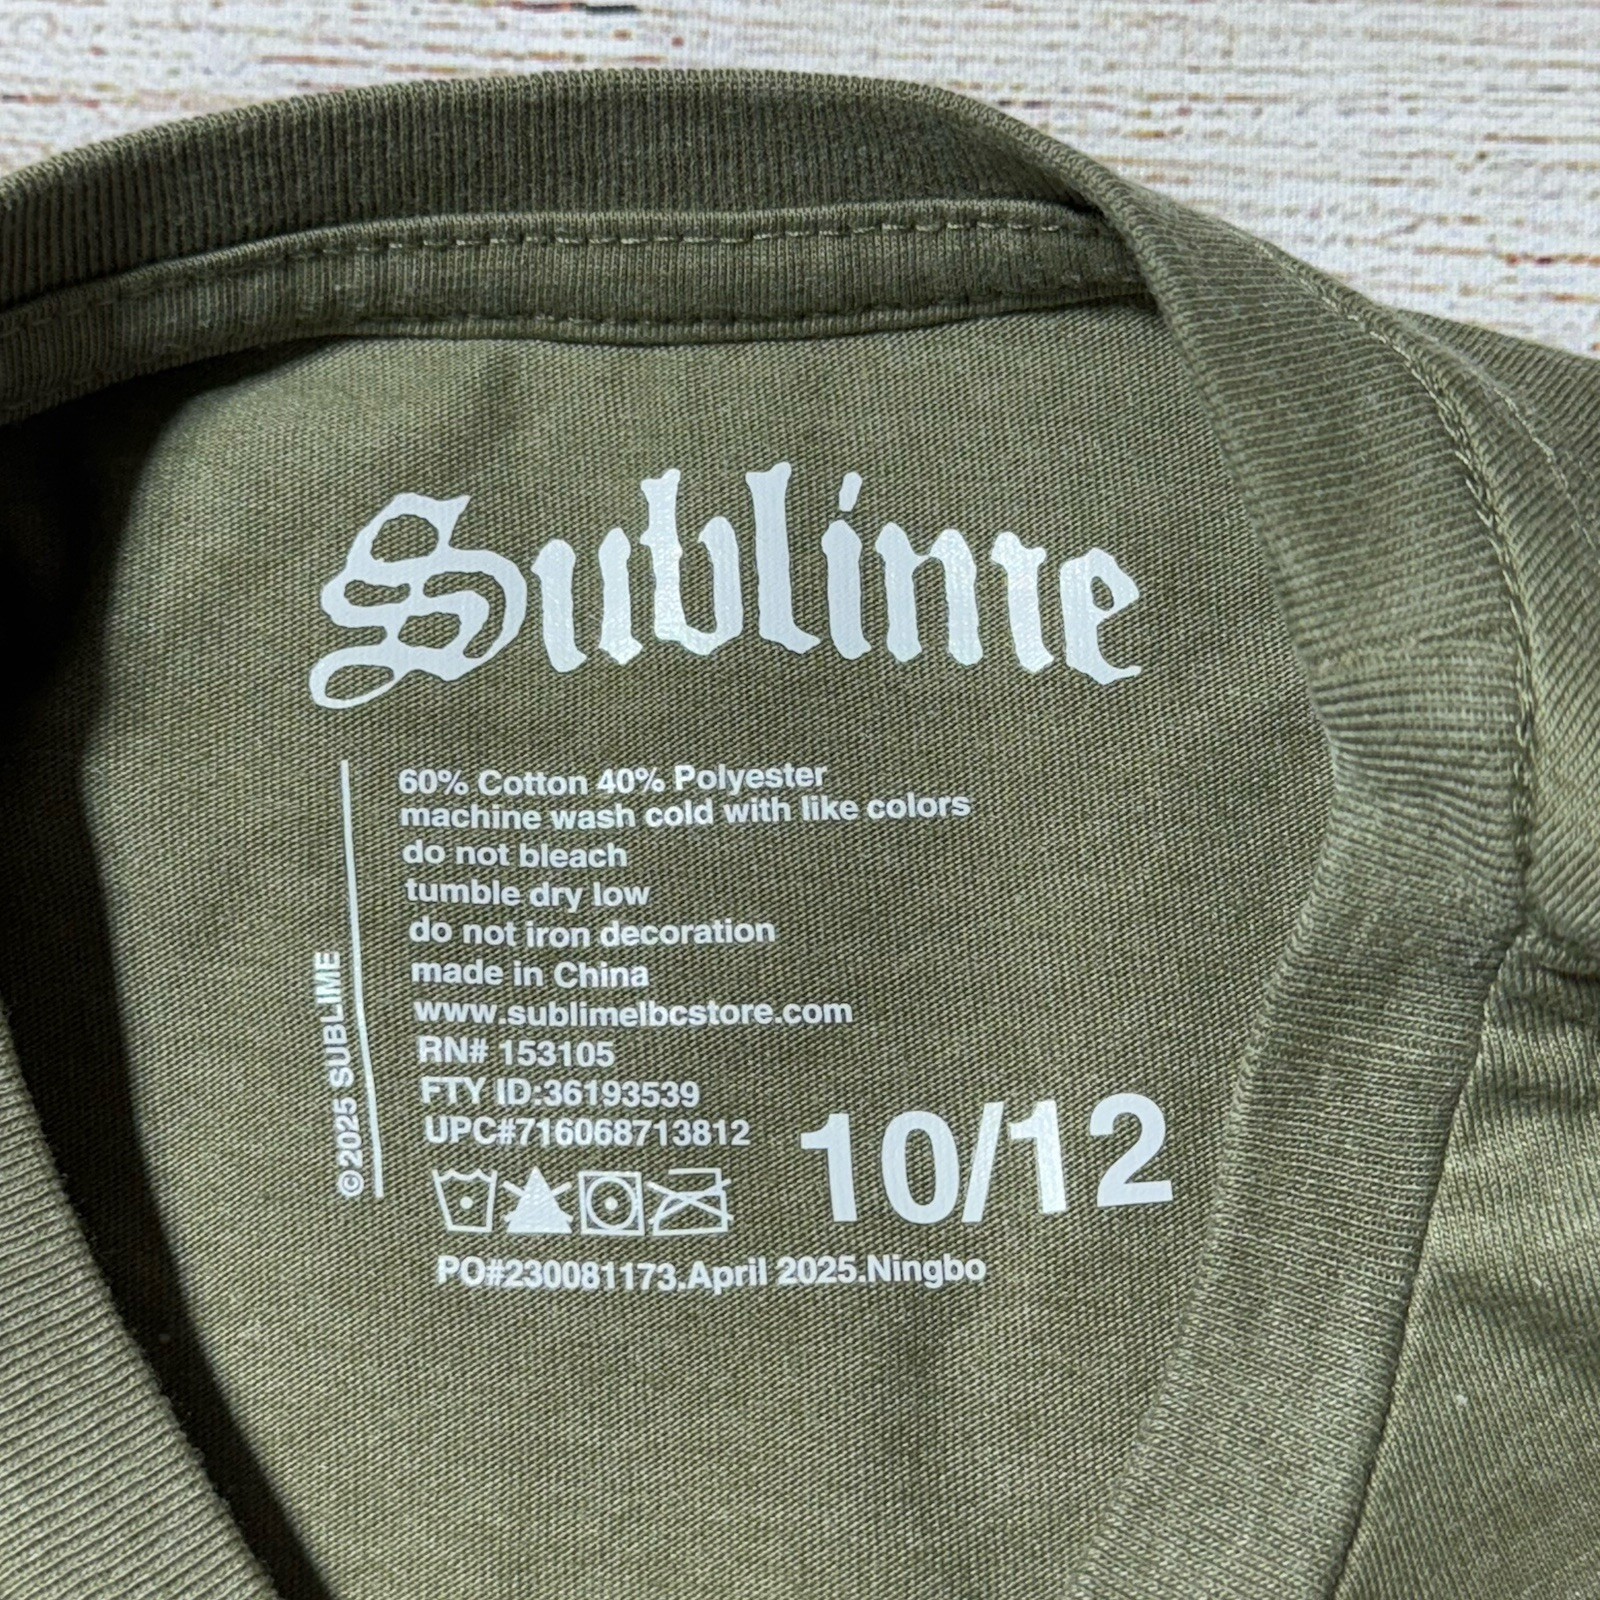 Sublime
60% Cotton 40% Polyester
machine wash cold with like colors
do not bleach
tumble dry low
do not iron decoration
made in China
www.sublimelbcstore.com
RN# 153105
FTY ID:36193539
UPC#716068713812
10/12
PO#230081173.April 2025.Ningbo
©2025 SUBLIME